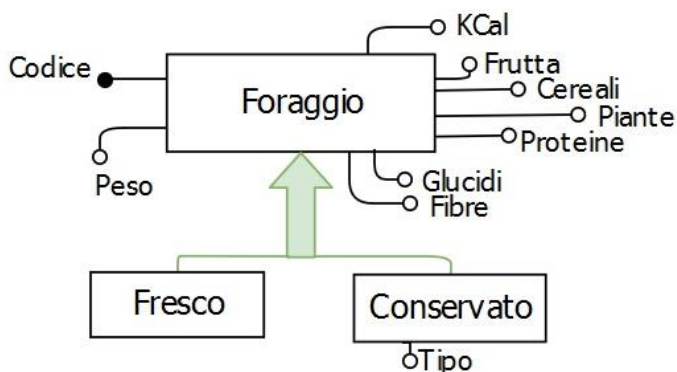 KCal
Codice
Foraggio
Frutta
Cereali
Piante
Proteine
Peso
Glucidi
Fibre
Fresco
Conservato
Tipo